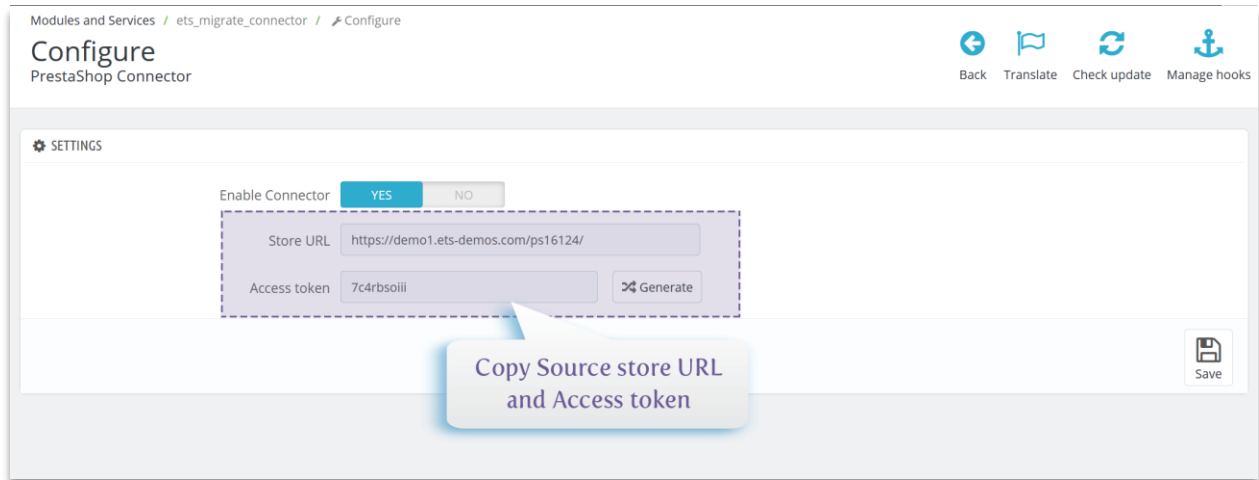 Modules and Services / ets_migrate_connector / Configure
Configure
PrestaShop Connector
Back Translate Check update Manage hooks
SETTINGS
Enable Connector YES NO
Store URL https://demo1.ets-demos.com/ps16124/
Access token 7c4rbsoiii Generate
Copy Source store URL
and Access token
Save